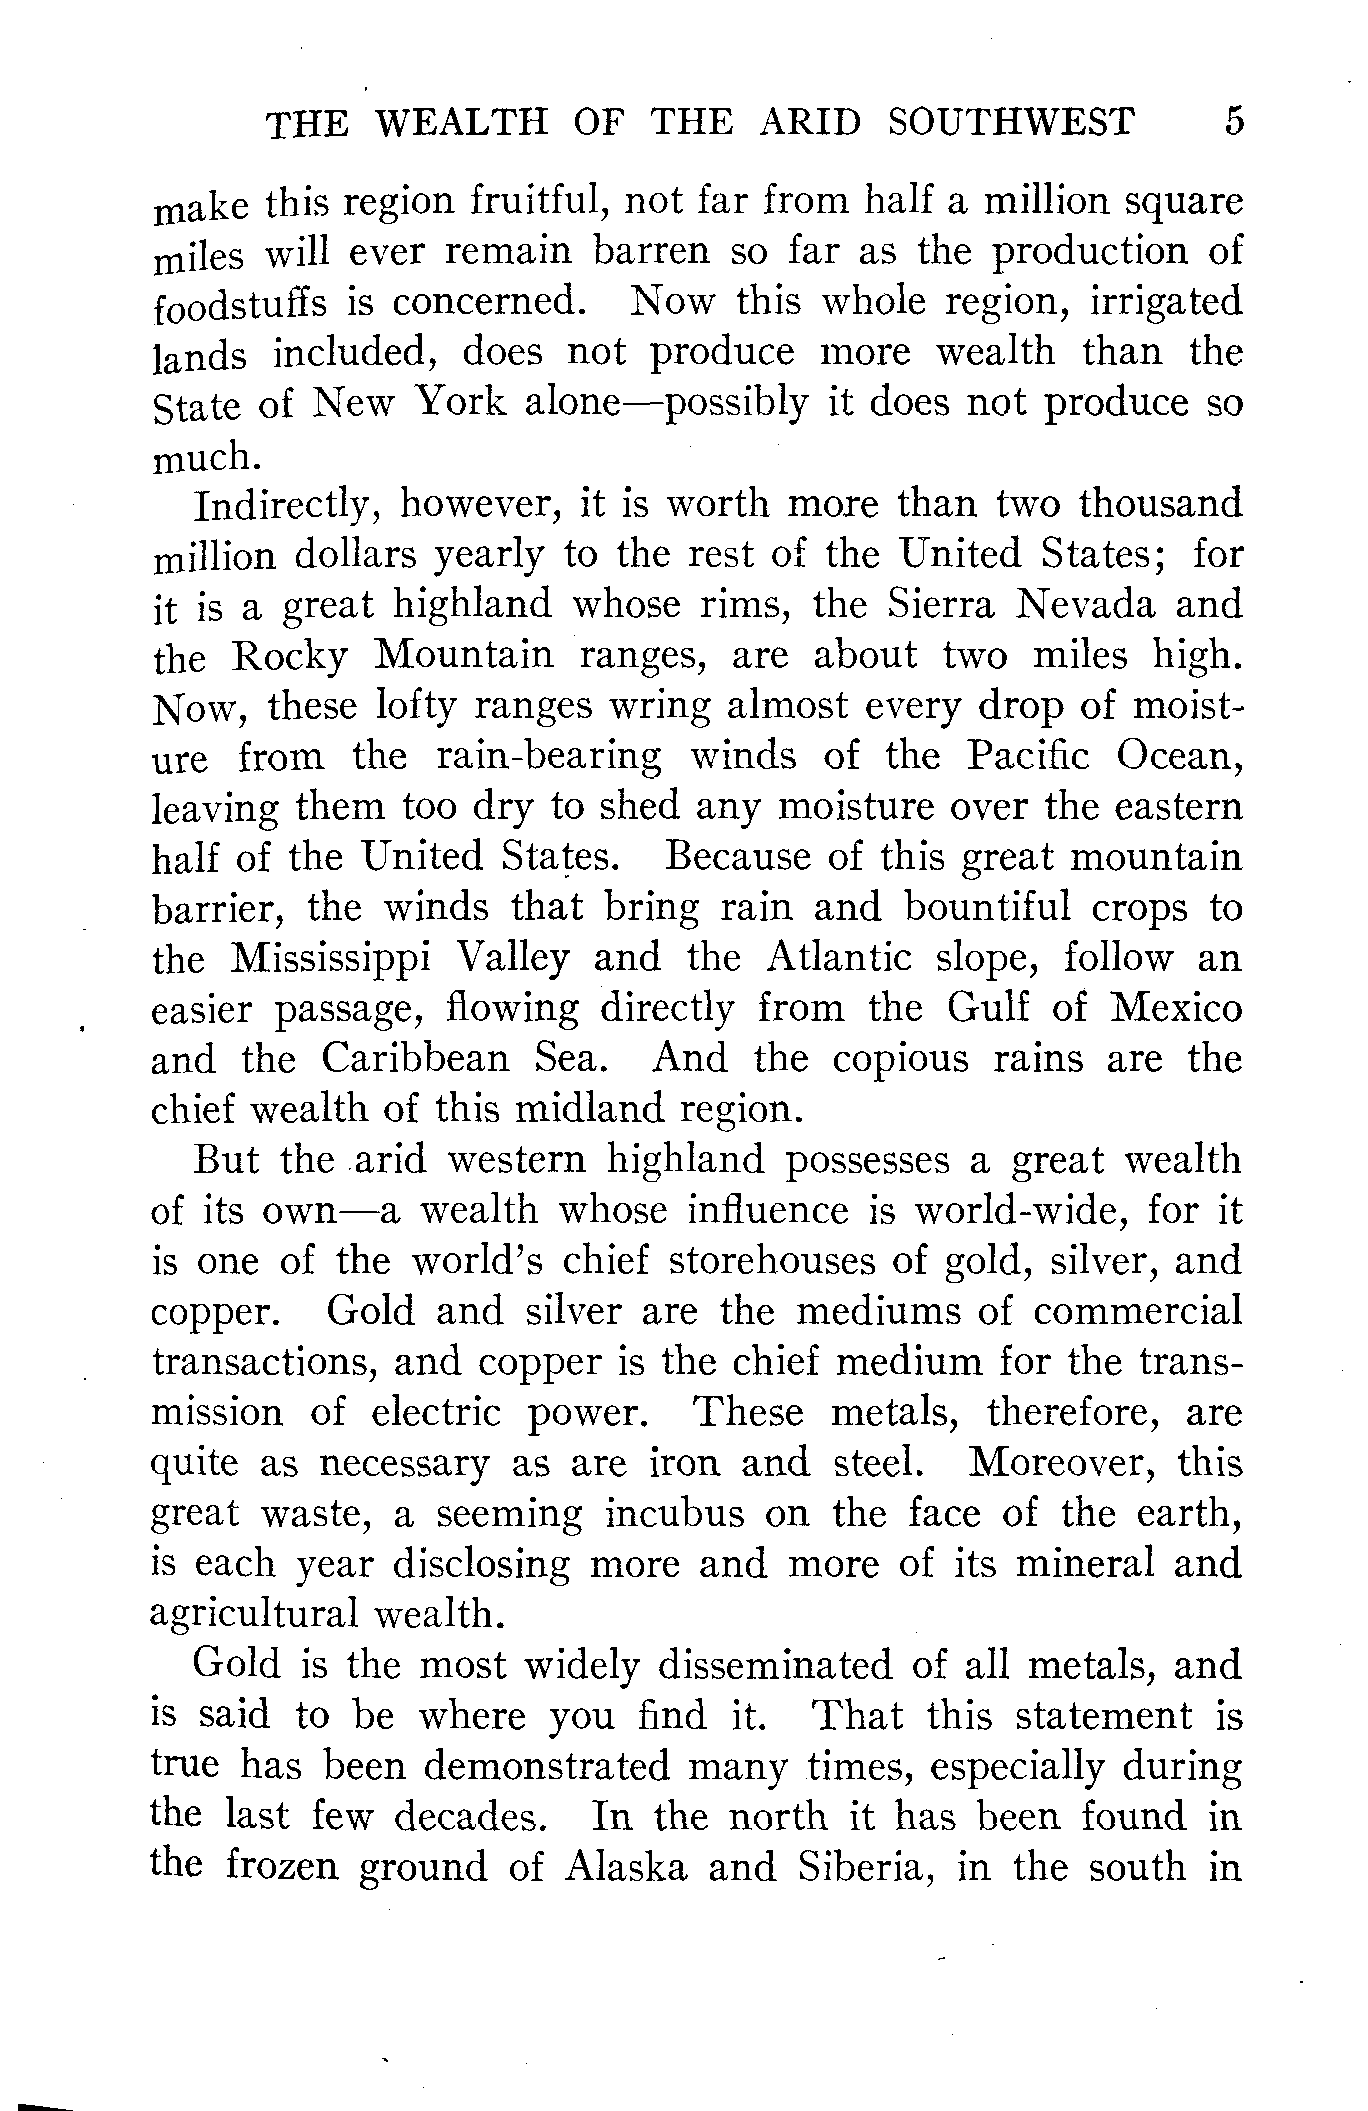 THE WEALTH OF THE ARID SOUTHWEST 5
make this region fruitful, not far from half a million square
miles will ever remain barren so far as the production of
foodstuffs is concerned. Now this whole region, irrigated
lands included, does not produce more wealth than the
State of New York alone—possibly it does not produce so
much.
Indirectly, however, it is worth more than two thousand
million dollars yearly to the rest of the United States; for
it is a great highland whose rims, the Sierra Nevada and
the Rocky Mountain ranges, are about two miles high.
Now, these lofty ranges wring almost every drop of moist-
ure from the rain-bearing winds of the Pacific Ocean,
leaving them too dry to shed any moisture over the eastern
half of the United States. Because of this great mountain
barrier, the winds that bring rain and bountiful crops to
the Mississippi Valley and the Atlantic slope, follow an
easier passage, flowing directly from the Gulf of Mexico
and the Caribbean Sea. And the copious rains are the
chief wealth of this midland region.
But the arid western highland possesses a great wealth
of its own—a wealth whose influence is world-wide, for it
is one of the world's chief storehouses of gold, silver, and
copper. Gold and silver are the mediums of commercial
transactions, and copper is the chief medium for the trans-
mission of electric power. These metals, therefore, are
quite as necessary as are iron and steel. Moreover, this
great waste, a seeming incubus on the face of the earth,
is each year disclosing more and more of its mineral and
agricultural wealth.
Gold is the most widely disseminated of all metals, and
is said to be where you find it. That this statement is
true has been demonstrated many times, especially during
the last few decades. In the north it has been found in
the frozen ground of Alaska and Siberia, in the south in